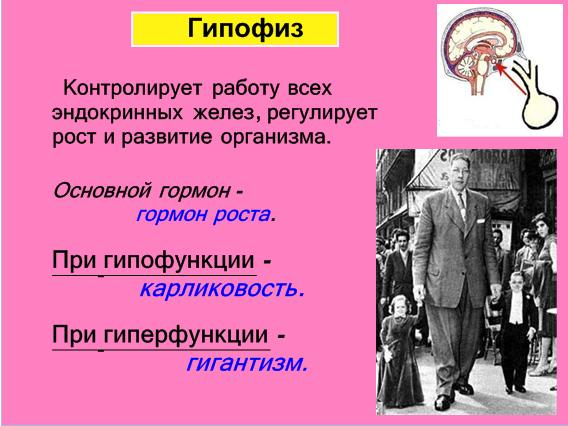 Гипофиз
Контролирует работу всех
эндокринных желез, регулирует
рост и развитие организма.
Основной гормон -
гормон роста.
При гипофункции -
карликовость.
При гиперфункции -
гигантизм.